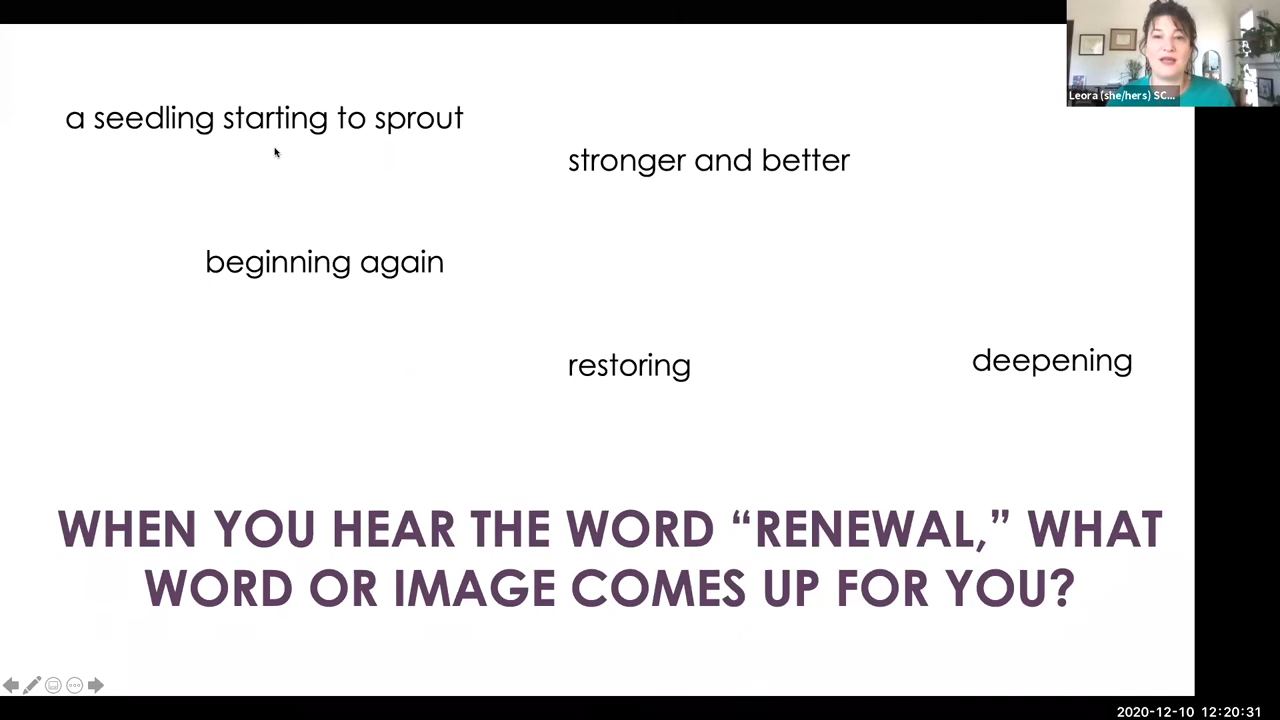 Leora (she/hers) SC...
a seedling starting to sprout
stronger and better
beginning again
restoring
deepening
WHEN YOU HEAR THE WORD “RENEWAL,” WHAT
WORD OR IMAGE COMES UP FOR YOU?
2020-12-10 12:20:31